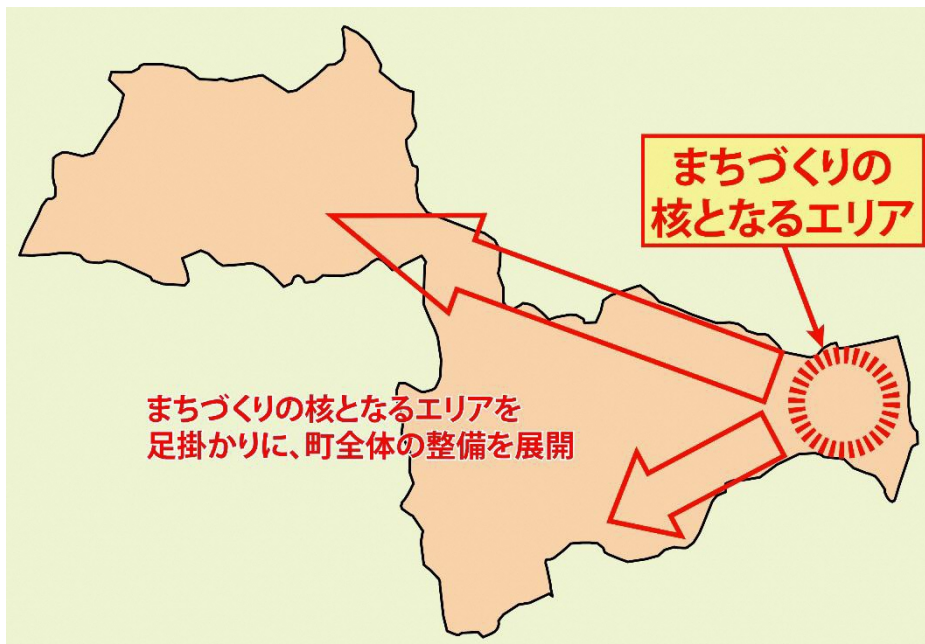 まちづくりの
核となるエリア
まちづくりの核となるエリアを
足掛かりに、町全体の整備を展開